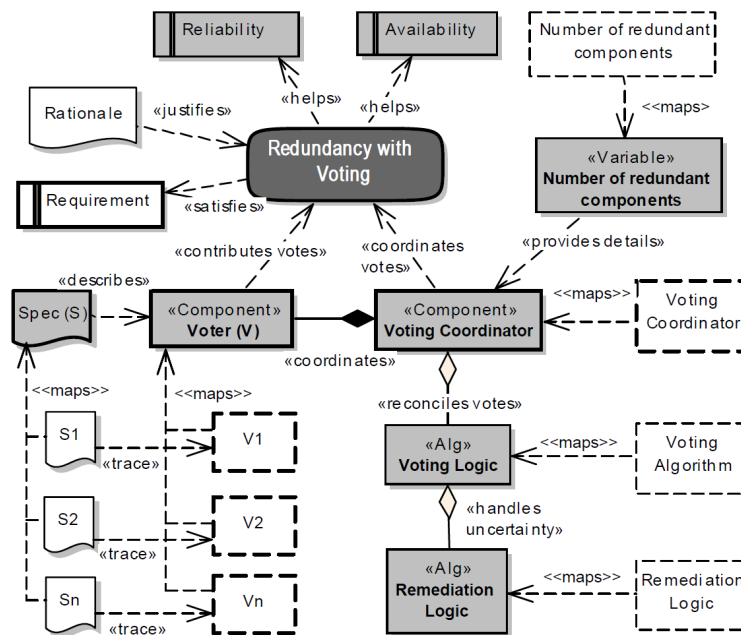 Reliability
Availability
Number of redundant
components
«helps»
«helps»
Rationale
«justifies»
<<maps>
Redundancy with
Voting
«Variable»
Number of redundant
components
Requirement
«satisfies»
«contributes votes»
«coordinates
votes»
«provides details»
«describes»
Spec (S)
«Component»
Voter (V)
«Component»
Voting Coordinator
<<maps>>
Voting
Coordinator
«coordinates»
<<maps>>
<<maps>>
«reconciles votes»
S1
V1
«trace»
«Alg»
Voting Logic
<<maps>>
Voting
Algorithm
S2
V2
«trace»
«handles
uncertainty»
Sn
Vn
«trace»
«Alg»
Remediation
Logic
<<maps>>
Remediation
Logic